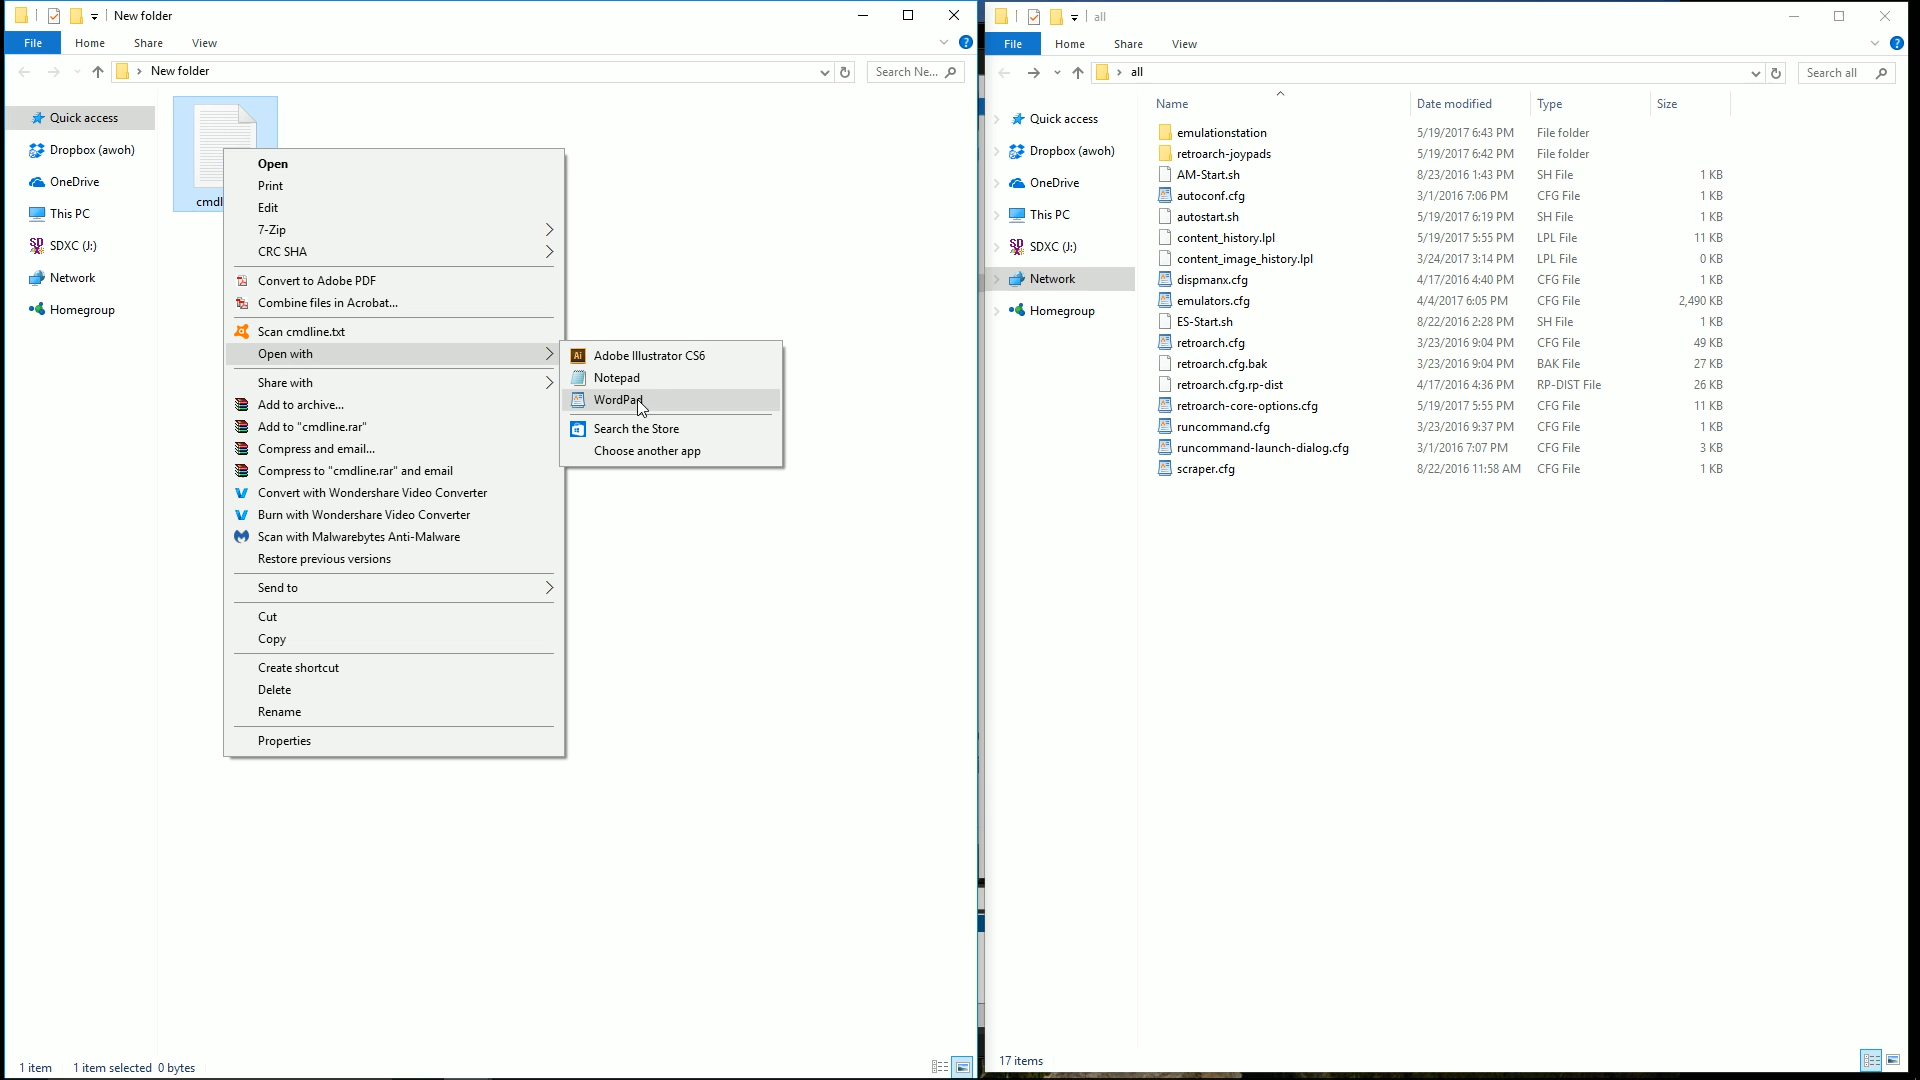 New folder
File
Home
Share
View
New folder
Search Ne...
Quick access
Dropbox (awoh)
OneDrive
This PC
SDXC (J:)
Network
Homegroup
Open
Print
Edit
7-Zip
CRC SHA
Convert to Adobe PDF
Combine files in Acrobat...
Scan cmdline.txt
Open with
Share with
Add to archive...
Add to "cmdline.rar"
Compress and email...
Compress to "cmdline.rar" and email
Convert with Wondershare Video Converter
Burn with Wondershare Video Converter
Scan with Malwarebytes Anti-Malware
Restore previous versions
Send to
Cut
Copy
Create shortcut
Delete
Rename
Properties
Adobe Illustrator CS6
Notepad
WordPad
Search the Store
Choose another app
1 item 1 item selected 0 bytes
all
File
Home
Share
View
all
Search all
Quick access
Dropbox (awoh)
OneDrive
This PC
SDXC (J:)
Network
Homegroup
Name Date modified Type Size
emulationstation 5/19/2017 6:43 PM File folder
retroarch-joypads 5/19/2017 6:42 PM File folder
AM-Start.sh 8/23/2016 1:43 PM SH File 1 KB
autoconf.cfg 3/1/2016 7:06 PM CFG File 1 KB
autostart.sh 5/19/2017 6:19 PM SH File 1 KB
content_history.lpl 5/19/2017 5:55 PM LPL File 11 KB
content_image_history.lpl 3/24/2017 3:14 PM LPL File 0 KB
dispmanx.cfg 4/17/2016 4:40 PM CFG File 1 KB
emulators.cfg 4/4/2017 6:05 PM CFG File 2,490 KB
ES-Start.sh 8/22/2016 2:28 PM SH File 1 KB
retroarch.cfg 3/23/2016 9:04 PM CFG File 49 KB
retroarch.cfg.bak 3/23/2016 9:04 PM BAK File 27 KB
retroarch.cfg.rp-dist 4/17/2016 4:36 PM RP-DIST File 26 KB
retroarch-core-options.cfg 5/19/2017 5:55 PM CFG File 11 KB
runcommand.cfg 3/23/2016 9:37 PM CFG File 1 KB
runcommand-launch-dialog.cfg 3/1/2016 7:07 PM CFG File 3 KB
scraper.cfg 8/22/2016 11:58 AM CFG File 1 KB
17 items